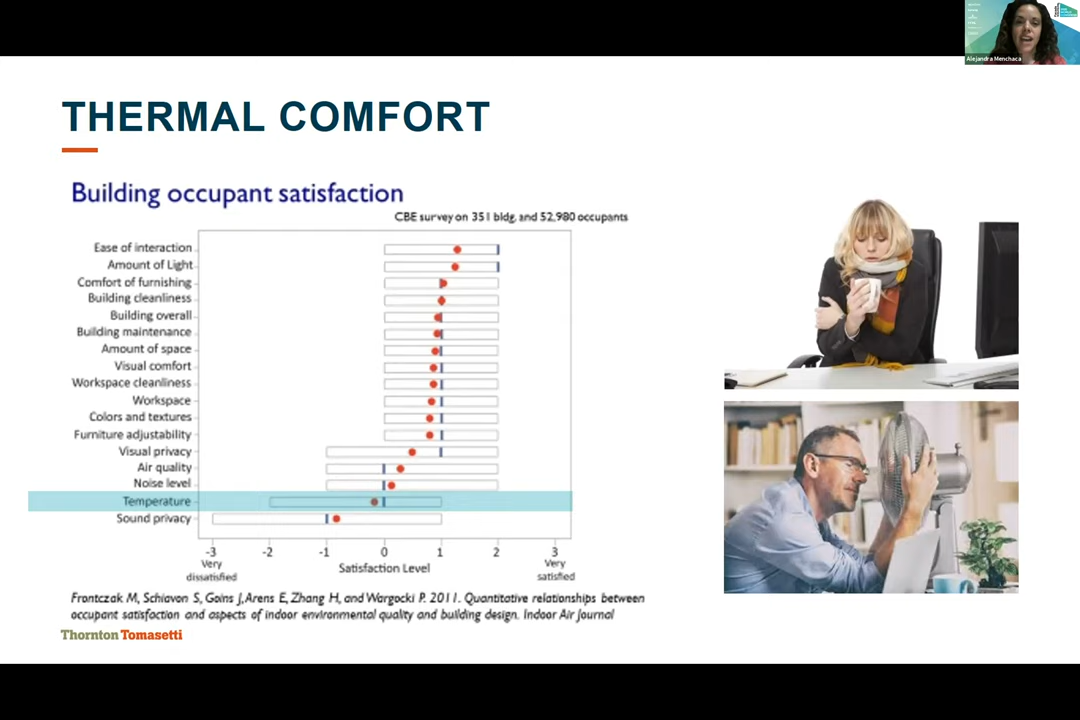 Alejandra Menchaca
THERMAL COMFORT
Building occupant satisfaction
CBE survey on 351 bldg. and 52,980 occupants
Ease of interaction
Amount of Light
Comfort of furnishing
Building cleanliness
Building overall
Building maintenance
Amount of space
Visual comfort
Workspace cleanliness
Workspace
Colors and textures
Furniture adjustability
Visual privacy
Air quality
Noise level
Temperature
Sound privacy
-3 -2 -1 0 1 2 3
Very dissatisfied
Satisfaction Level
Very satisfied
Frontczak M, Schiavon S, Goins J, Arens E, Zhang H, and Wargocki P. 2011. Quantitative relationships between
occupant satisfaction and aspects of indoor environmental quality and building design. Indoor Air Journal
Thornton Tomasetti